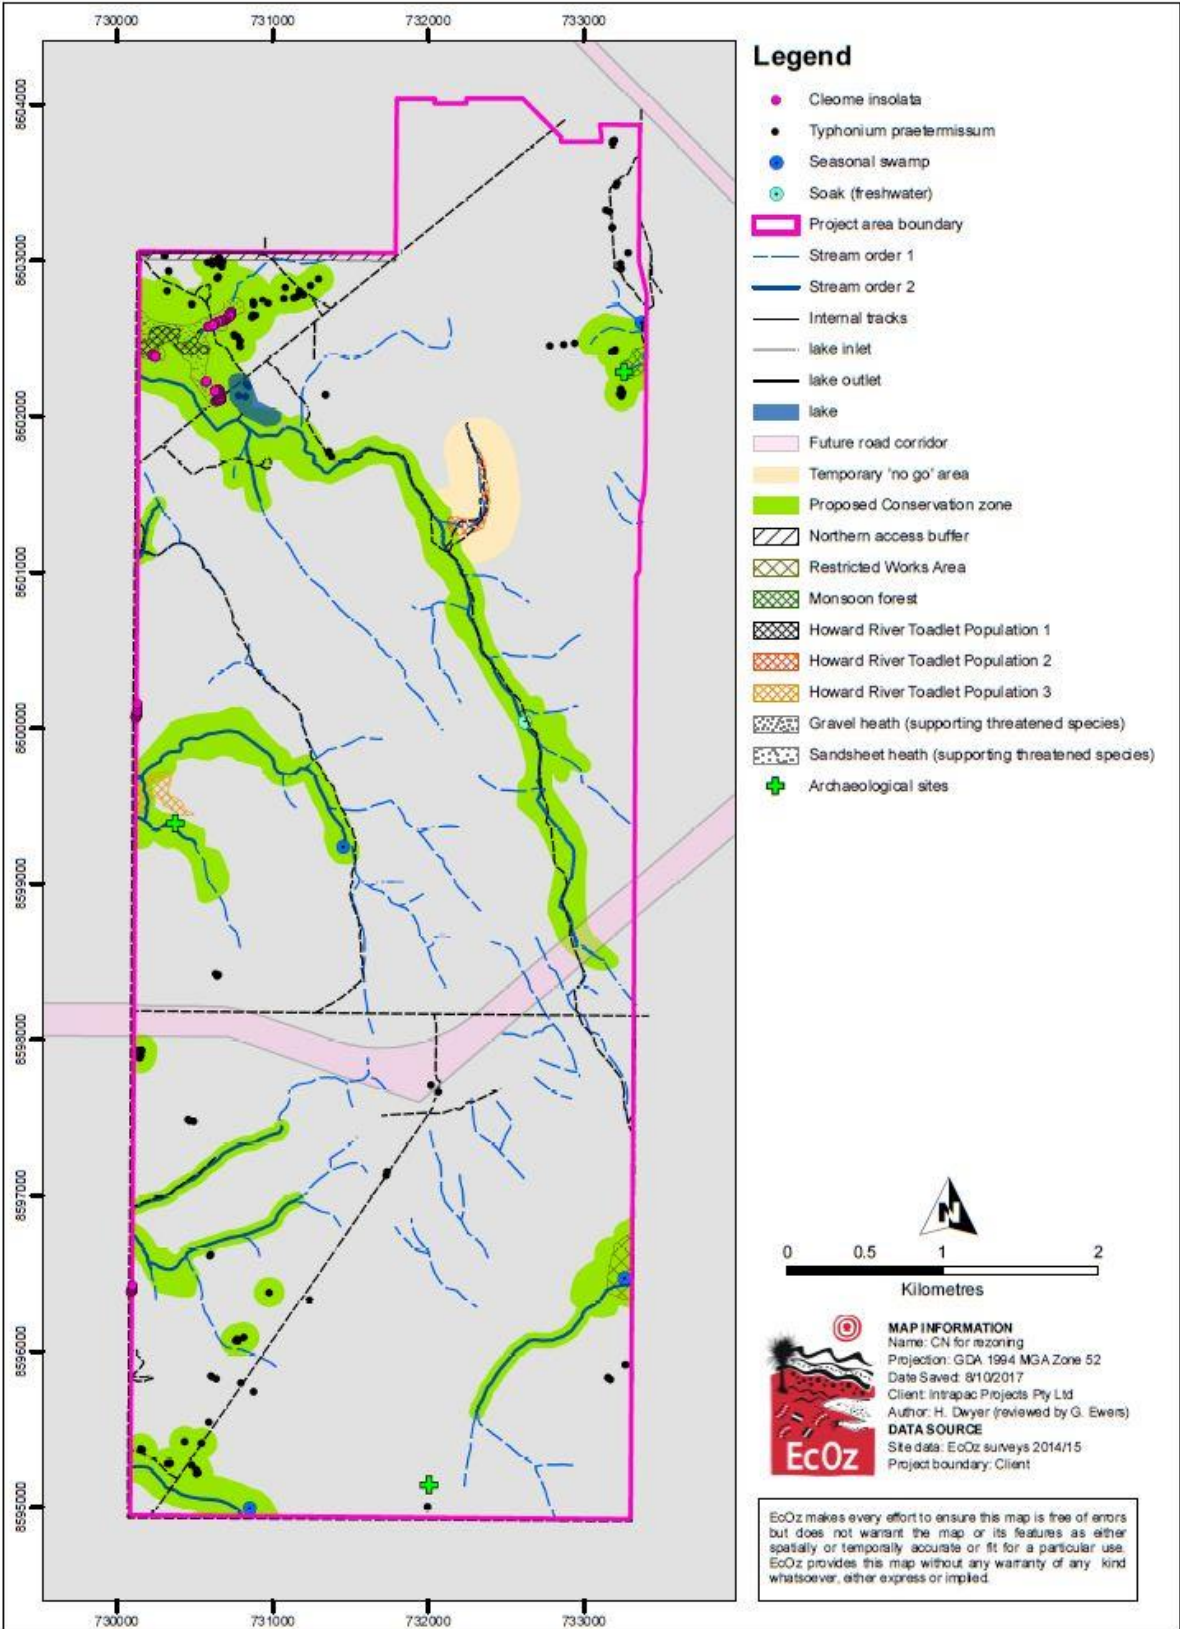 730000
731000
732000
733000
8604000
8603000
8602000
8601000
8600000
8599000
8598000
8597000
8596000
8595000
730000
731000
732000
733000
Legend
Cleome insolata
Typhonium praetermissum
Seasonal swamp
Soak (freshwater)
Project area boundary
Stream order 1
Stream order 2
Internal tracks
lake inlet
lake outlet
lake
Future road corridor
Temporary 'no go' area
Proposed Conservation zone
Northern access buffer
Restricted Works Area
Monsoon forest
Howard River Toadlet Population 1
Howard River Toadlet Population 2
Howard River Toadlet Population 3
Gravel heath (supporting threatened species)
Sandsheet heath (supporting threatened species)
Archaeological sites
N
0 0.5 1 2
Kilometres
EcOz
MAP INFORMATION
Name: CN for rezoning
Projection: GDA 1994 MGA Zone 52
Date Saved: 8/10/2017
Client: Intrapac Projects Pty Ltd
Author: H. Dwyer (reviewed by G. Ewers)
DATA SOURCE
Site data: EcOz surveys 2014/15
Project boundary: Client
EcOz makes every effort to ensure this map is free of errors
but does not warrant the map or its features as either
spatially or temporally accurate or fit for a particular use.
EcOz provides this map without any warranty of any kind
whatsoever, either express or implied.